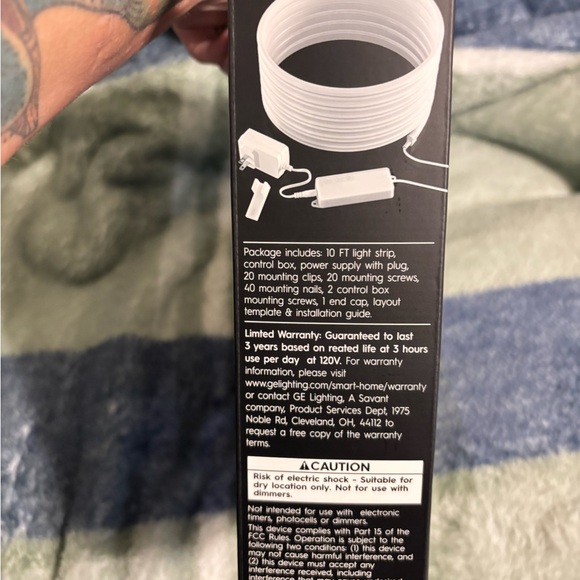 Package includes: 10 FT light strip,
control box, power supply with plug,
20 mounting clips, 20 mounting screws,
40 mounting nails, 2 control box
mounting screws, 1 end cap, layout
template & installation guide.
Limted Warranty: Guaranteed to last
3 years based on reated life at 3 hours
use per day at 120V. For warranty
information, please visit
www.gelighting.com/smart-home/warranty
or contact GE Lighting, A Savant
company, Product Services Dept, 1975
Noble Rd, Cleveland, OH, 44112 to
request a free copy of the warranty
terms.
CAUTION
Risk of electric shock – Suitable for
dry location only. Not for use with
dimmers.
Not intended for use with electronic
timers, photocells or dimmers.
This device complies with Part 15 of the
FCC Rules. Operation is subject to the
following two conditions: (1) this device
may not cause harmful interference, and
(2) this device must accept any
interference received, including
interference that may